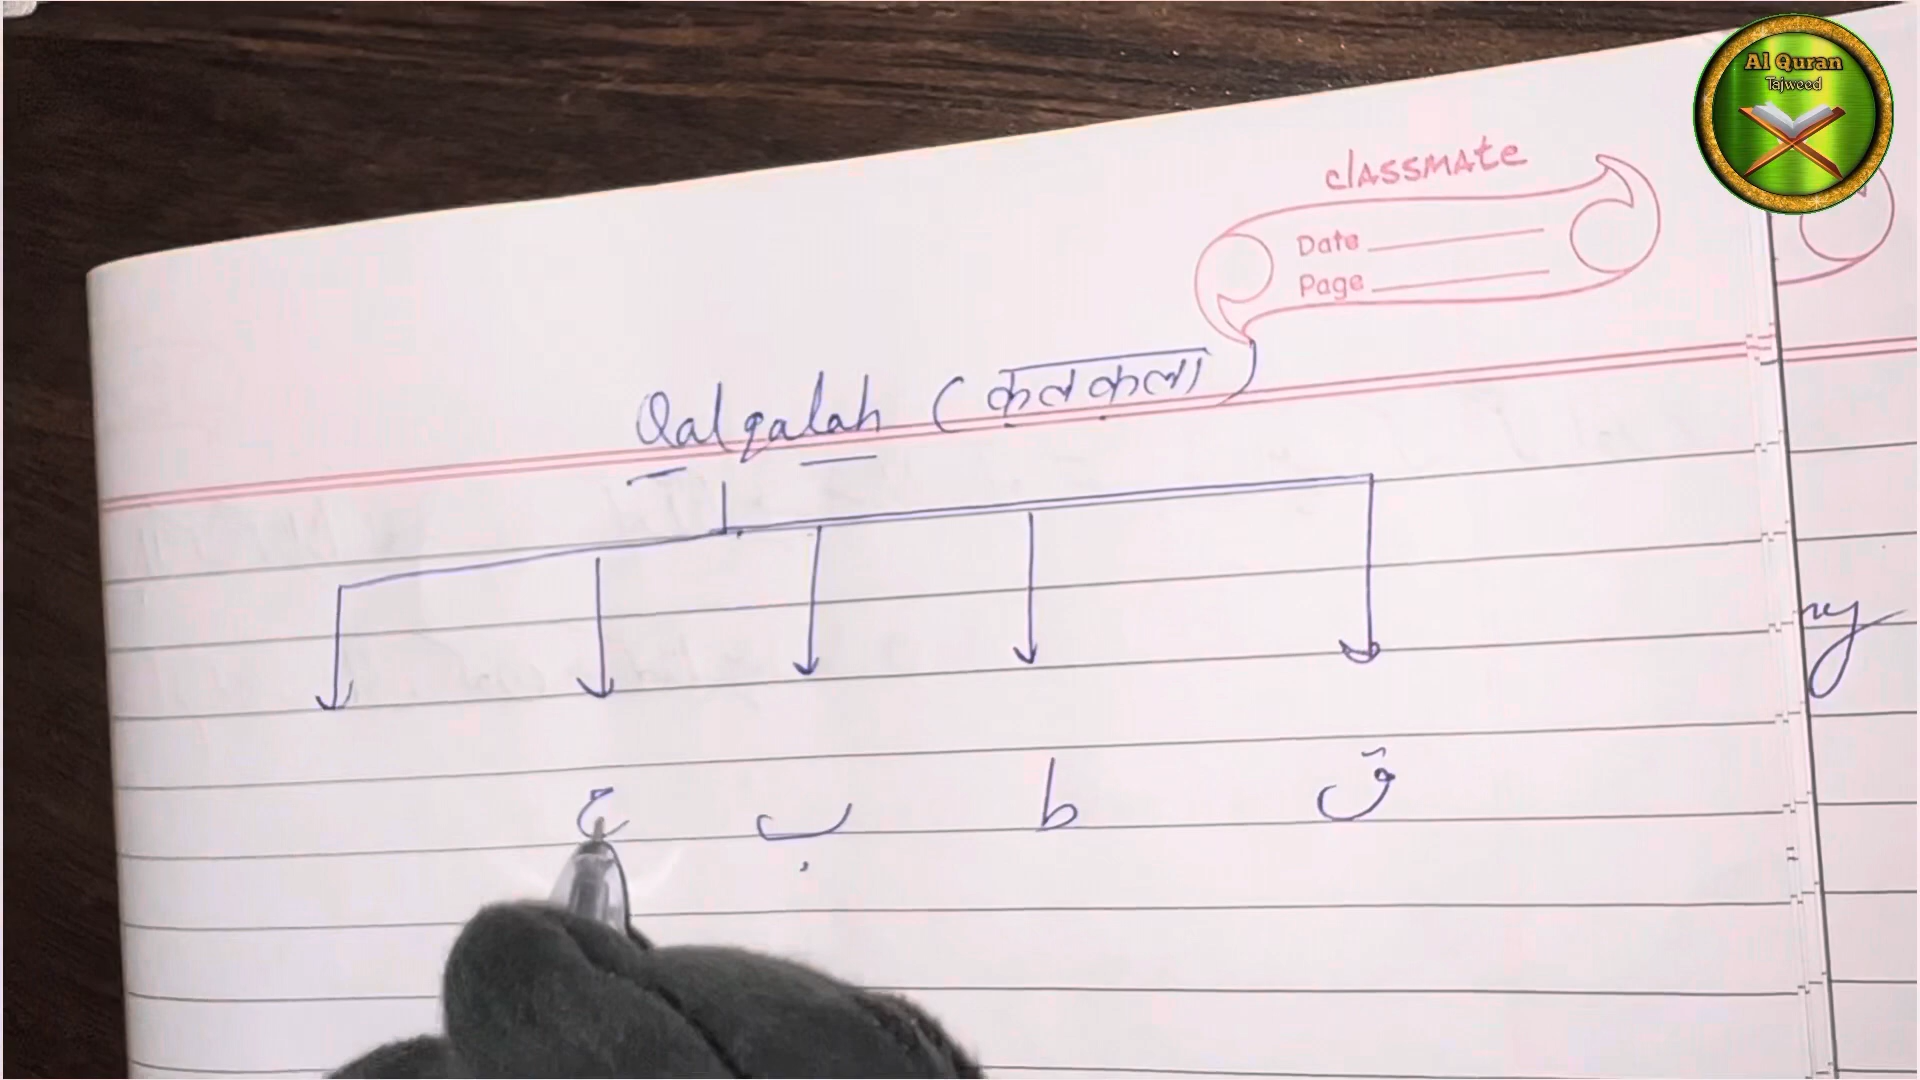 Al Quran
Tajweed
classmate
Date
Page
Qalqalah (क़लक़ला)
ج ب ط ق